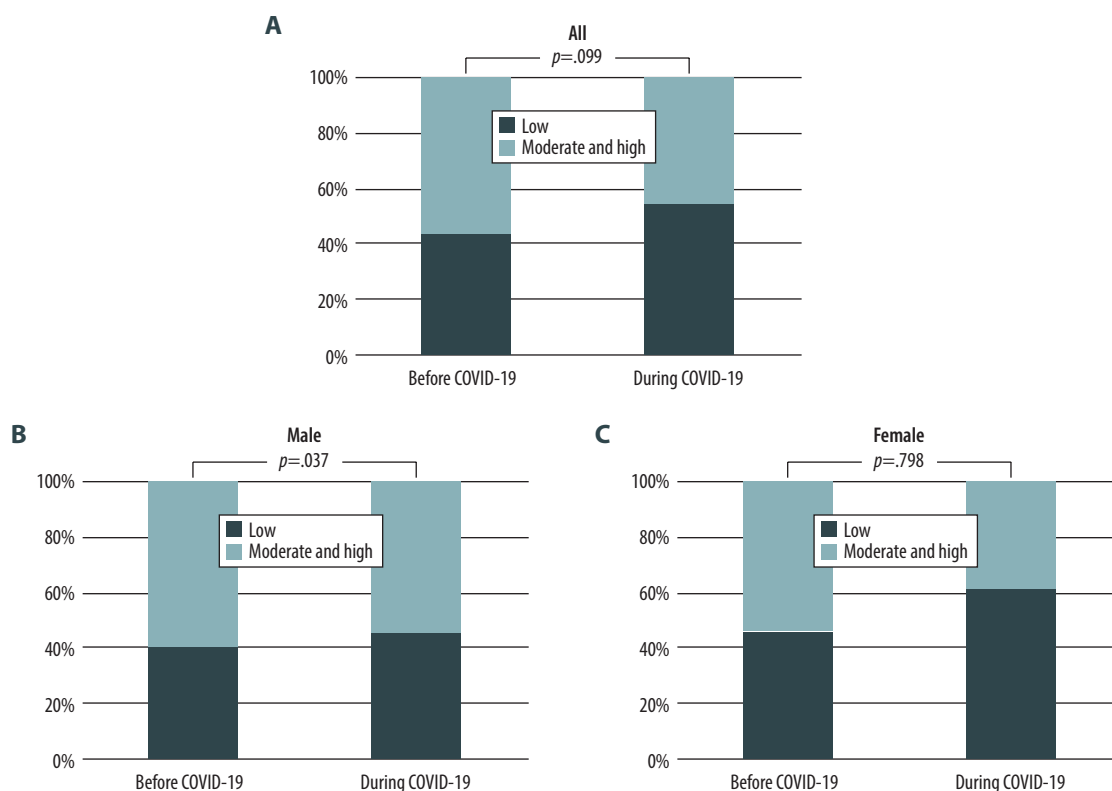 A
All
p=.099
100%
80%
60%
40%
20%
0%
Low
Moderate and high
Before COVID-19
During COVID-19
B
Male
p=.037
100%
80%
60%
40%
20%
0%
Low
Moderate and high
Before COVID-19
During COVID-19
C
Female
p=.798
100%
80%
60%
40%
20%
0%
Low
Moderate and high
Before COVID-19
During COVID-19